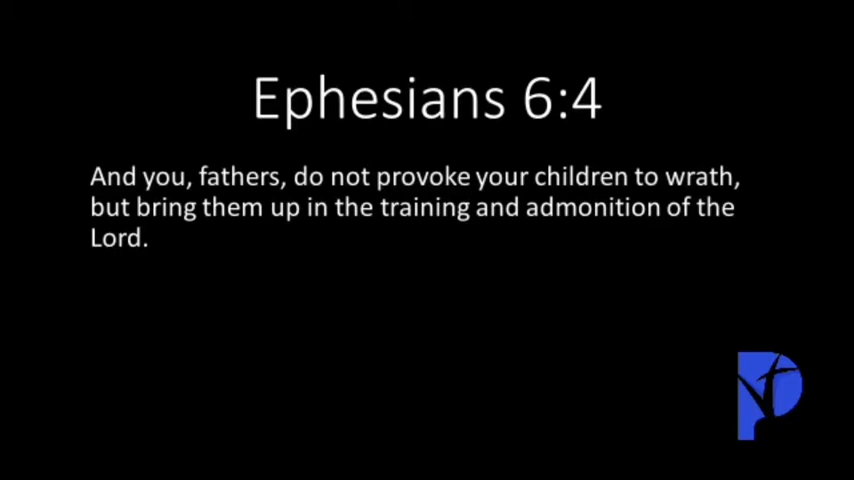 Ephesians 6:4
And you, fathers, do not provoke your children to wrath,
but bring them up in the training and admonition of the
Lord.